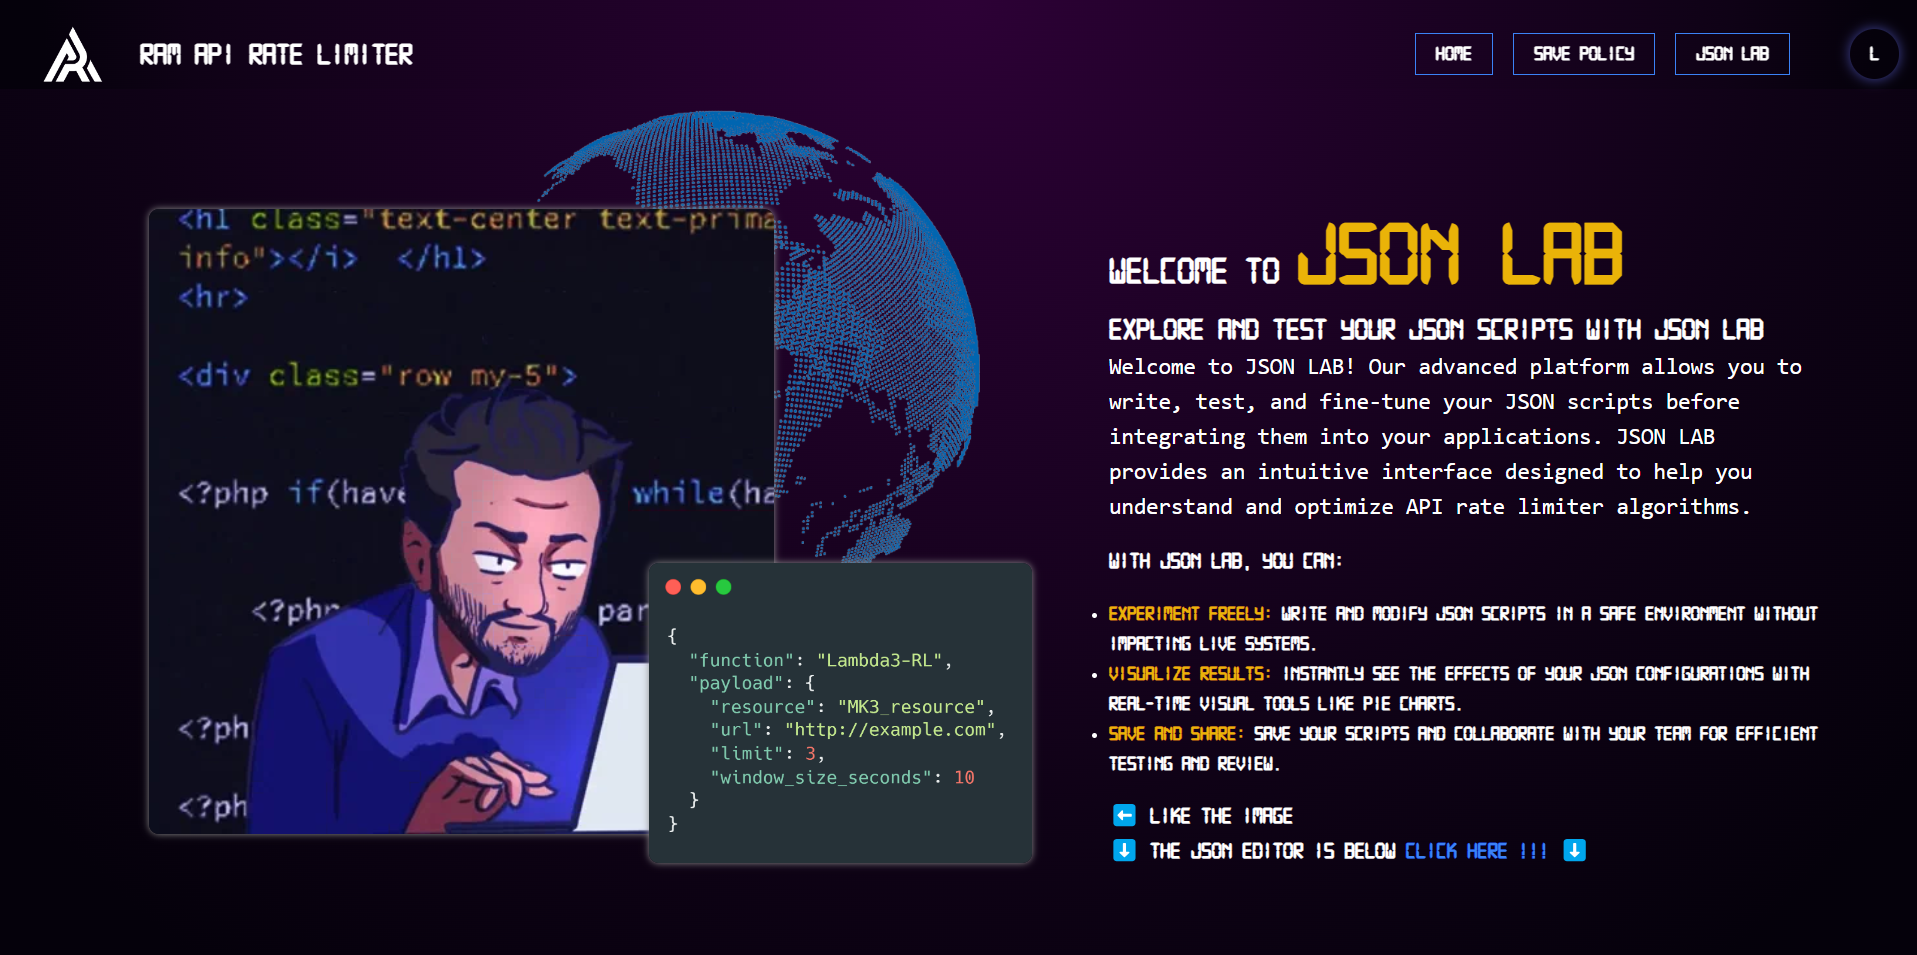 RAM API RATE LIMITER
HOME
SAVE POLICY
JSON LAB
L
<h1 class="text-center text-prima
info"></i>  </h1>
<hr>
<div class="row my-5">
<?php if(have
while(ha
<?php
par
<?ph
<?ph
{
"function": "Lambda3-RL",
"payload": {
"resource": "MK3_resource",
"url": "http://example.com",
"limit": 3,
"window_size_seconds": 10
}
}
WELCOME TO JSON LAB
EXPLORE AND TEST YOUR JSON SCRIPTS WITH JSON LAB
Welcome to JSON LAB! Our advanced platform allows you to
write, test, and fine-tune your JSON scripts before
integrating them into your applications. JSON LAB
provides an intuitive interface designed to help you
understand and optimize API rate limiter algorithms.
WITH JSON LAB, YOU CAN:
• EXPERIMENT FREELY: WRITE AND MODIFY JSON SCRIPTS IN A SAFE ENVIRONMENT WITHOUT
IMPACTING LIVE SYSTEMS.
• VISUALIZE RESULTS: INSTANTLY SEE THE EFFECTS OF YOUR JSON CONFIGURATIONS WITH
REAL-TIME VISUAL TOOLS LIKE PIE CHARTS.
• SAVE AND SHARE: SAVE YOUR SCRIPTS AND COLLABORATE WITH YOUR TEAM FOR EFFICIENT
TESTING AND REVIEW.
⬅ LIKE THE IMAGE
⬇ THE JSON EDITOR IS BELOW CLICK HERE !!! ⬇